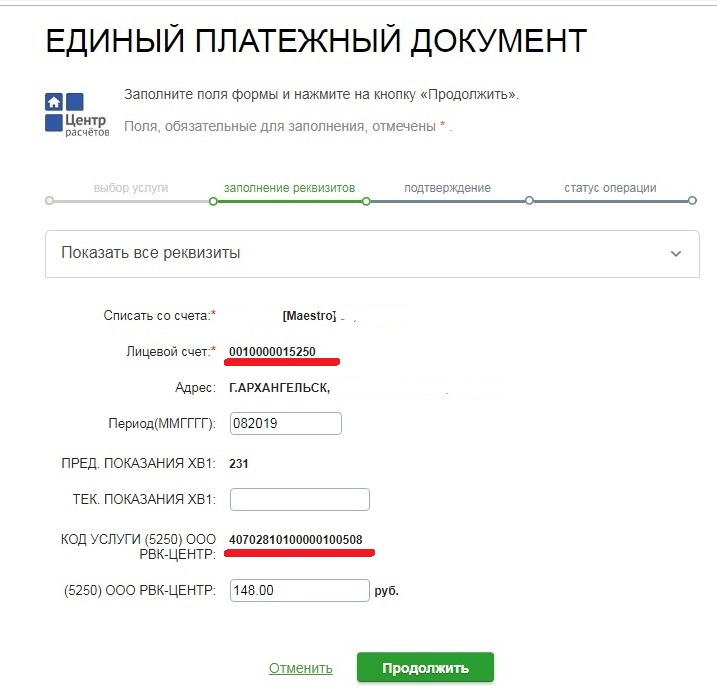 ЕДИНЫЙ ПЛАТЕЖНЫЙ ДОКУМЕНТ
Центр
расчётов
Заполните поля формы и нажмите на кнопку «Продолжить».
Поля, обязательные для заполнения, отмечены * .
выбор услуги заполнение реквизитов подтверждение статус операции
Показать все реквизиты
Списать со счета:* [Maestro]
Лицевой счет:* 0010000015250
Адрес: Г.АРХАНГЕЛЬСК,
Период(ММГГГГ): 082019
ПРЕД. ПОКАЗАНИЯ ХВ1: 231
ТЕК. ПОКАЗАНИЯ ХВ1:
КОД УСЛУГИ (5250) ООО 40702810100000100508
РВК-ЦЕНТР:
(5250) ООО РВК-ЦЕНТР: 148.00 руб.
Отменить Продолжить